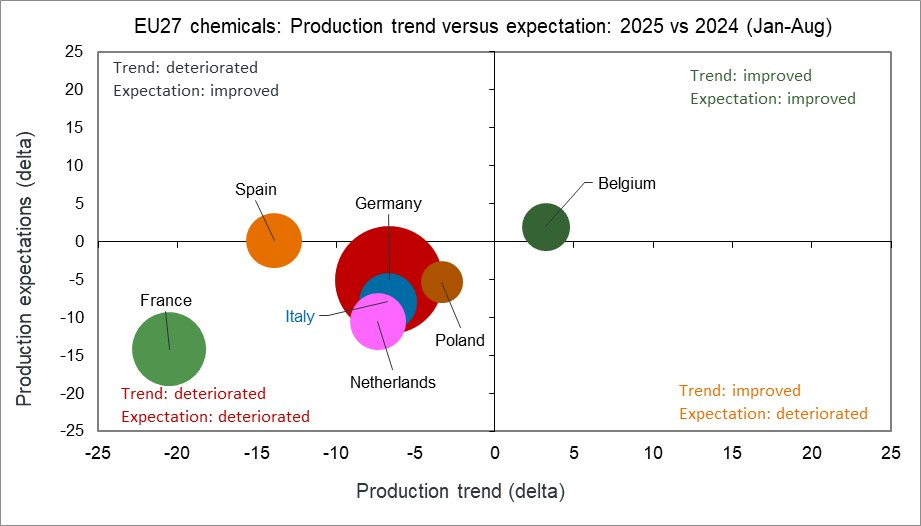 EU27 chemicals: Production trend versus expectation: 2025 vs 2024 (Jan-Aug)
Production expectations (delta)
25
20
15
10
5
0
-5
-10
-15
-20
-25
Trend: deteriorated
Expectation: improved
Trend: improved
Expectation: improved
Spain
Germany
Belgium
France
Italy
Poland
Netherlands
Trend: deteriorated
Expectation: deteriorated
Trend: improved
Expectation: deteriorated
-25 -20 -15 -10 -5 0 5 10 15 20 25
Production trend (delta)